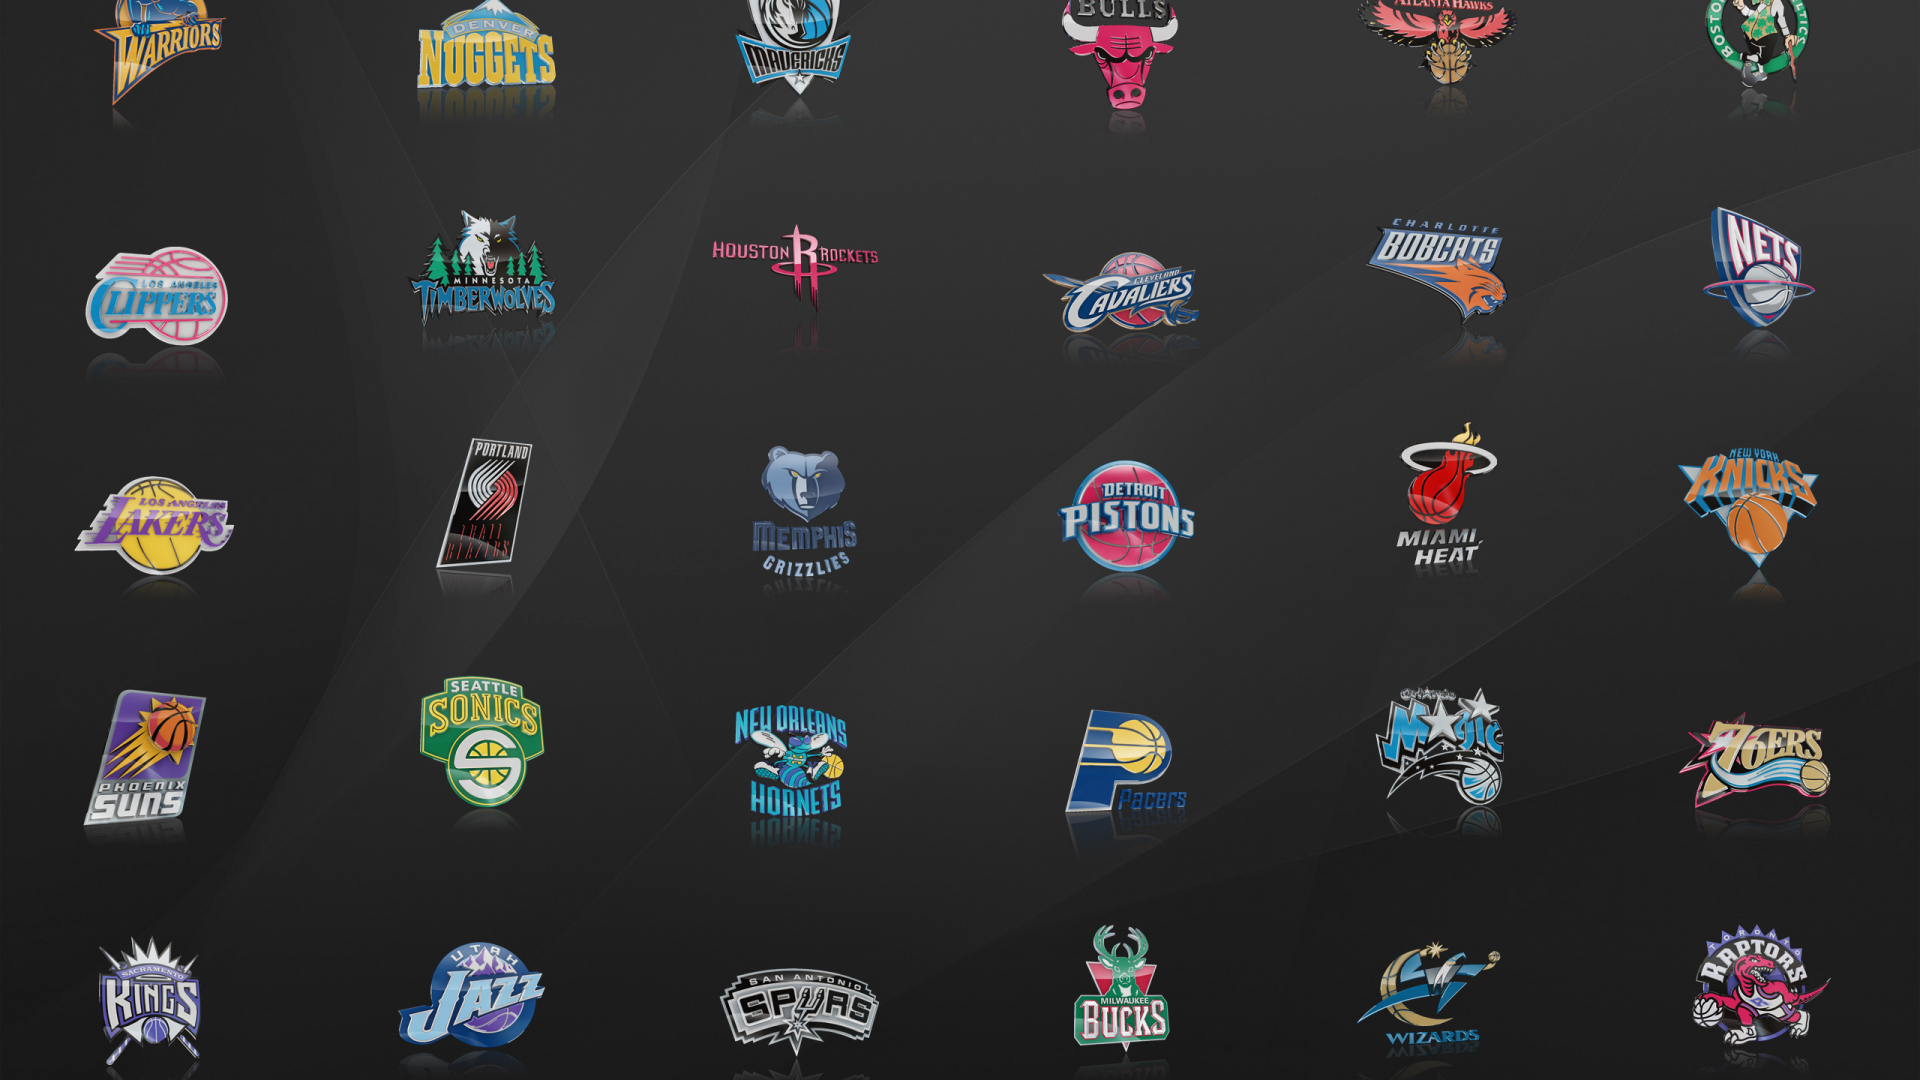 WARRIORS
DENVER
NUGGETS
MAVERICKS
BULLS
ATLANTA HAWKS
BOSTON CELTICS
LOS ANGELES
CLIPPERS
MINNESOTA
TIMBERWOLVES
HOUSTON R ROCKETS
CLEVELAND
CAVALIERS
CHARLOTTE
BOBCATS
NETS
LOS ANGELES
LAKERS
PORTLAND
TRAIL
BLAZERS
MEMPHIS
GRIZZLIES
DETROIT
PISTONS
MIAMI
HEAT
NEW YORK
KNICKS
PHOENIX
SUNS
SEATTLE
SONICS
S
NEW ORLEANS
HORNETS
P
Pacers
Orlando
MAGIC
76ERS
SACRAMENTO
KINGS
UTAH
JAZZ
SAN ANTONIO
SPURS
MILWAUKEE
BUCKS
WIZARDS
TORONTO
RAPTORS